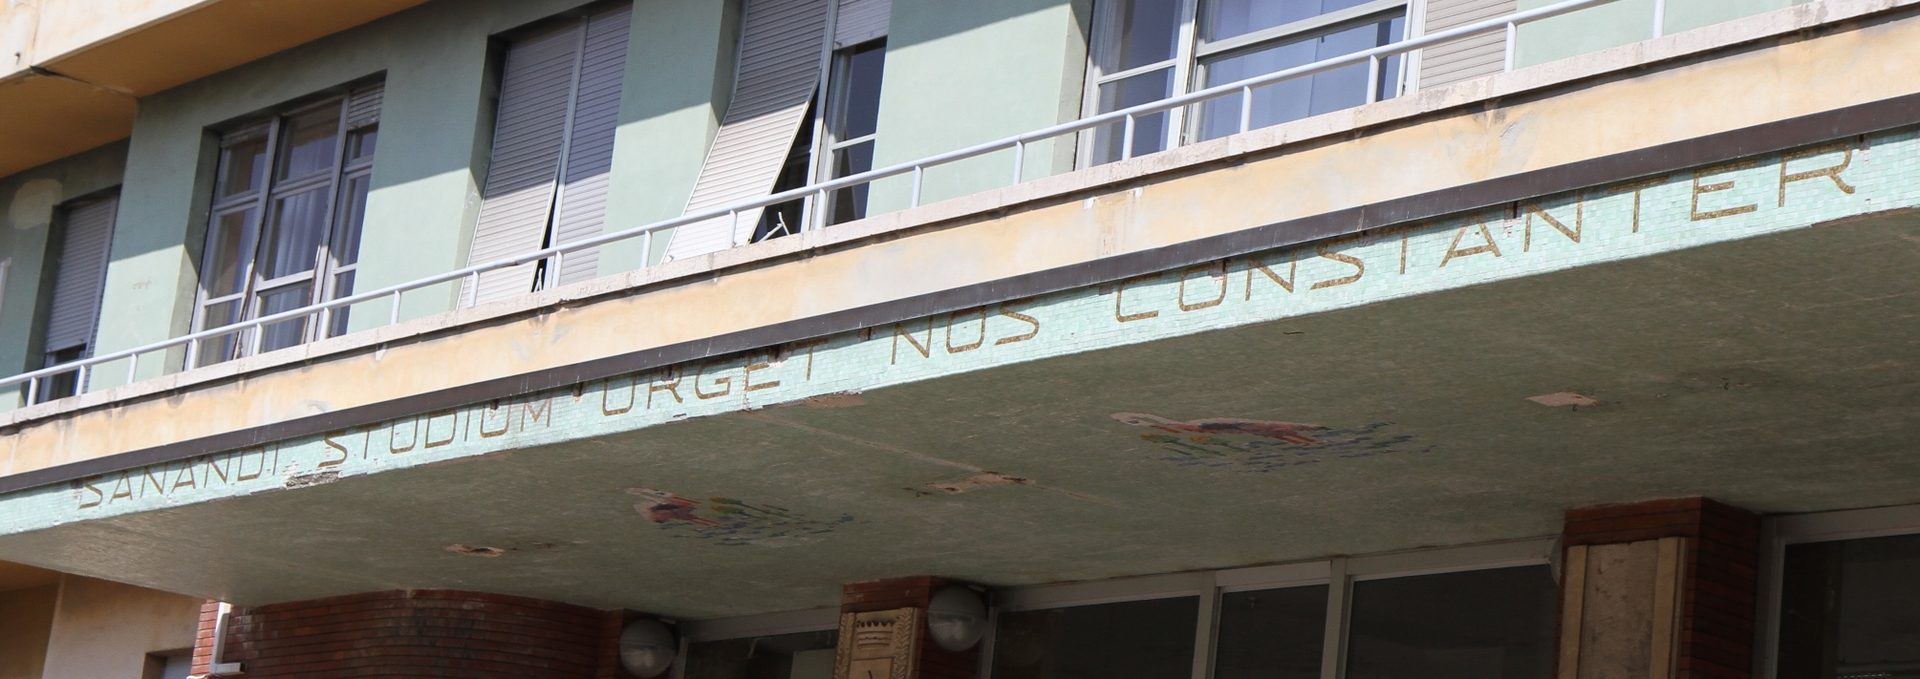 SANANDI STUDIUM URGET NOS CONSTANTER